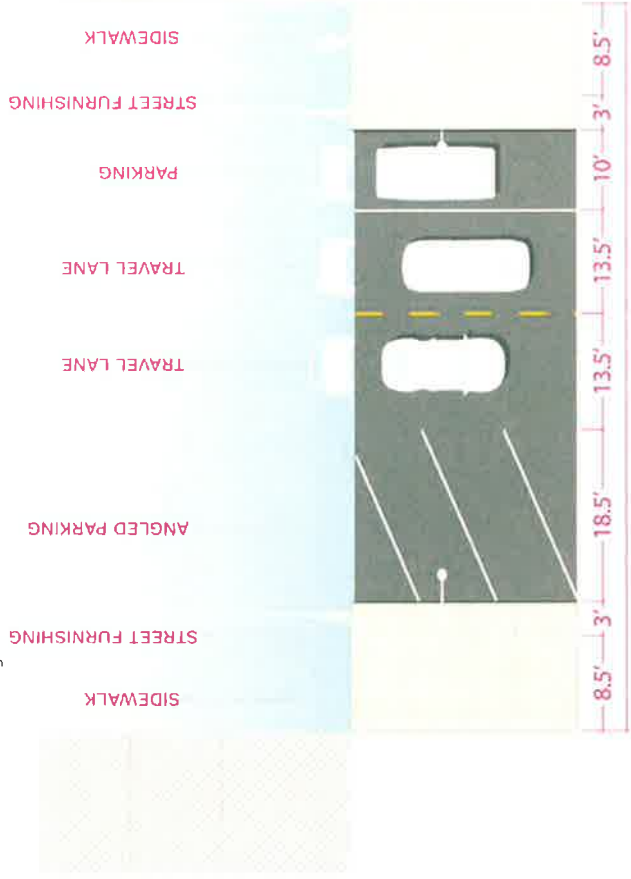 SIDEWALK
STREET FURNISHING
PARKING
TRAVEL LANE
TRAVEL LANE
ANGLED PARKING
STREET FURNISHING
SIDEWALK
8.5'
3'
10'
13.5'
13.5'
18.5'
3'
8.5'